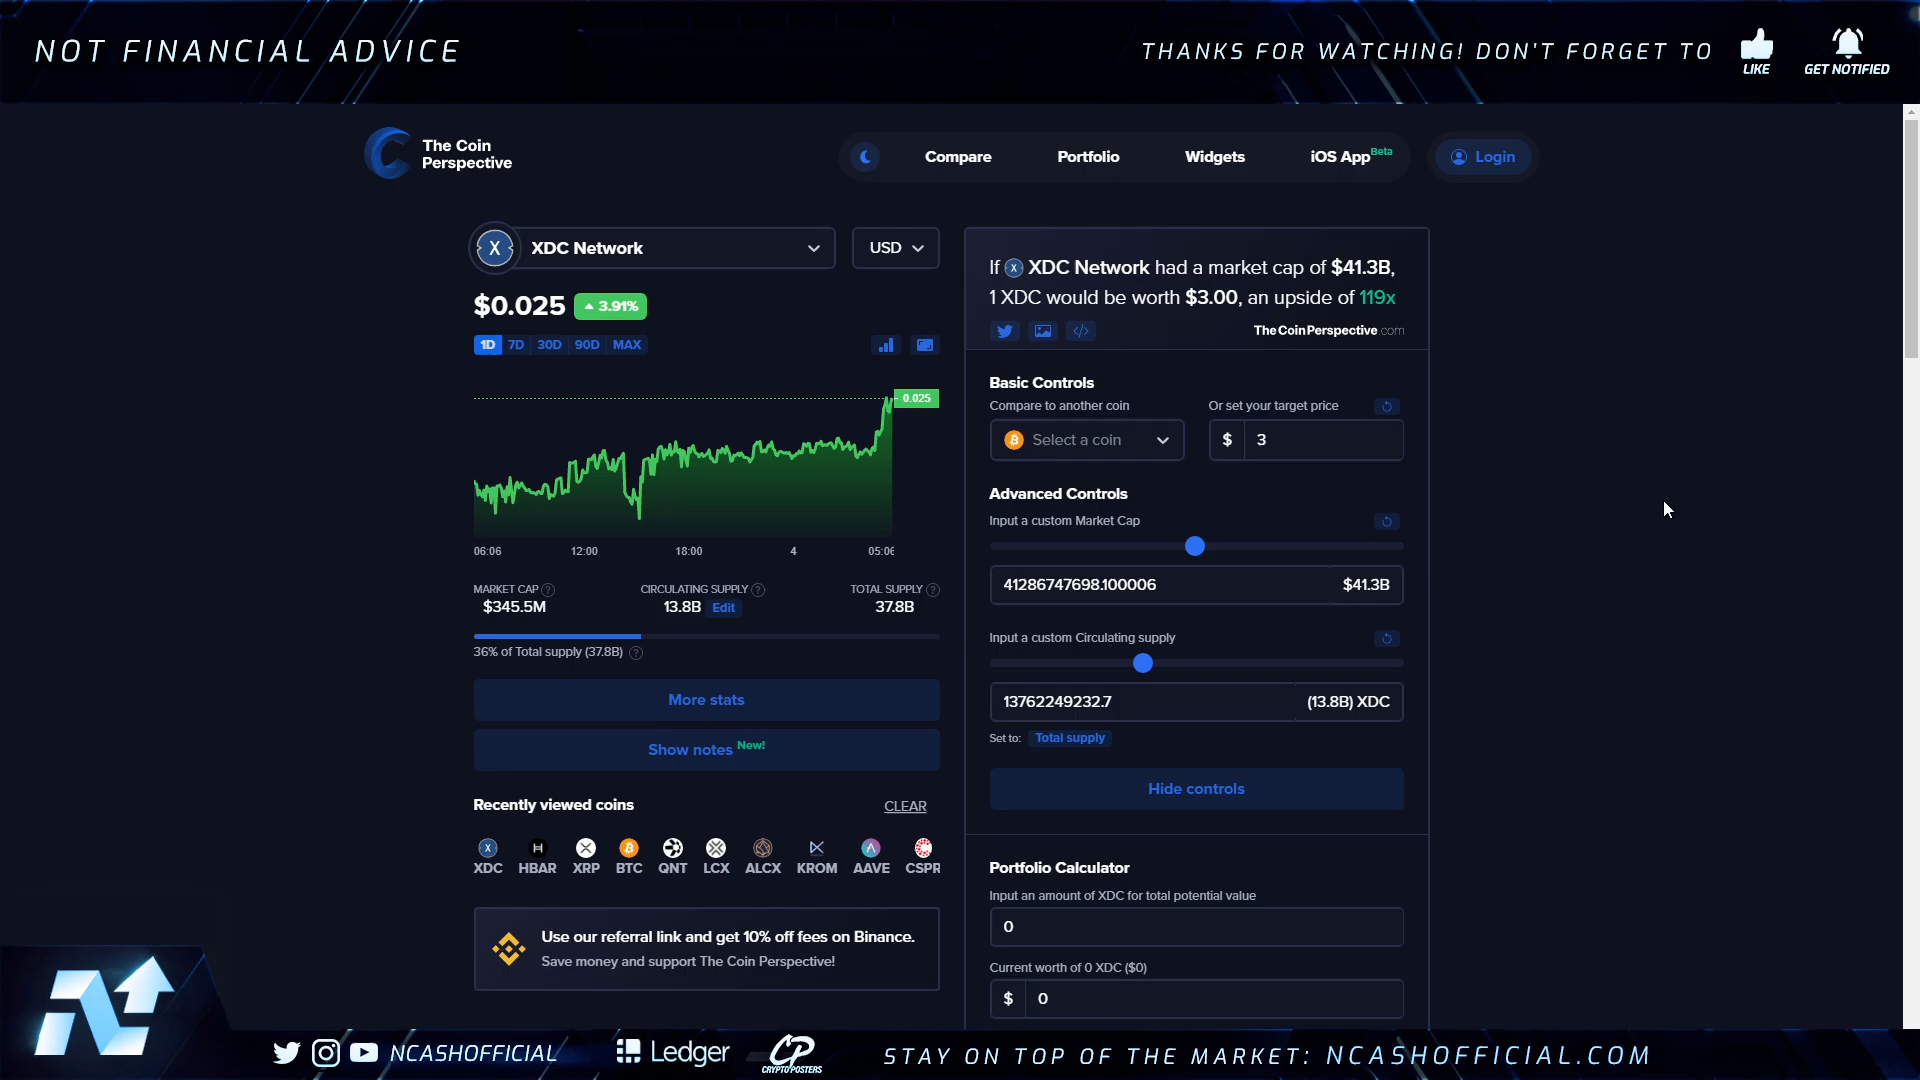 NOT FINANCIAL ADVICE
THANKS FOR WATCHING! DON'T FORGET TO
LIKE
GET NOTIFIED
The Coin
Perspective
Compare
Portfolio
Widgets
iOS App Beta
Login
X
XDC Network
USD
$0.025
3.91%
1D 7D 30D 90D MAX
0.025
06:06 12:00 18:00 4 05:06
MARKET CAP ?
$345.5M
CIRCULATING SUPPLY ?
13.8B Edit
TOTAL SUPPLY ?
37.8B
36% of Total supply (37.8B) ?
More stats
Show notes New!
Recently viewed coins
CLEAR
XDC HBAR XRP BTC QNT LCX ALCX KROM AAVE CSPR
Use our referral link and get 10% off fees on Binance.
Save money and support The Coin Perspective!
If XDC Network had a market cap of $41.3B,
1 XDC would be worth $3.00, an upside of 119x
TheCoinPerspective.com
Basic Controls
Compare to another coin
Select a coin
Or set your target price
$ 3
Advanced Controls
Input a custom Market Cap
41286747698.100006 $41.3B
Input a custom Circulating supply
13762249232.7 (13.8B) XDC
Set to: Total supply
Hide controls
Portfolio Calculator
Input an amount of XDC for total potential value
0
Current worth of 0 XDC ($0)
$ 0
NCASHOFFICIAL
Ledger
CP
CRYPTOPOSTERS
STAY ON TOP OF THE MARKET: NCASHOFFICIAL.COM